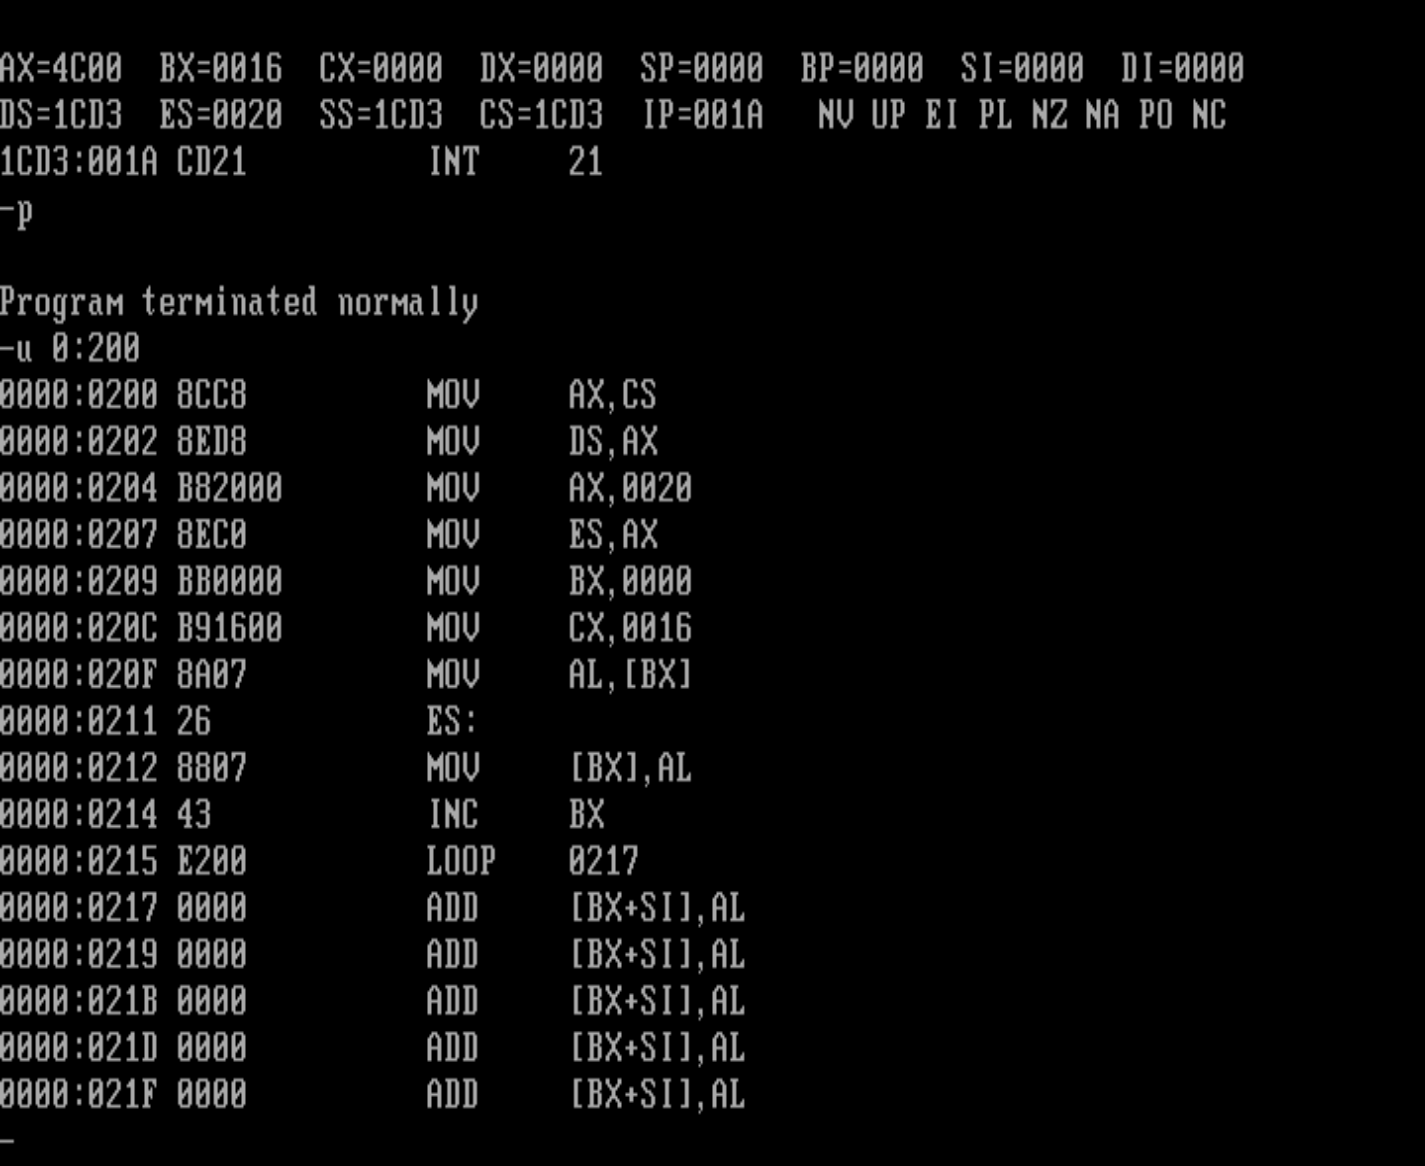 AX=4C00  BX=0016  CX=0000  DX=0000  SP=0000  BP=0000  SI=0000  DI=0000
DS=1CD3  ES=0020  SS=1CD3  CS=1CD3  IP=001A   NV UP EI PL NZ NA PO NC
1CD3:001A CD21          INT     21
-p
Program terminated normally
-u 0:200
0000:0200 8CC8          MOV     AX,CS
0000:0202 8ED8          MOV     DS,AX
0000:0204 B82000        MOV     AX,0020
0000:0207 8EC0          MOV     ES,AX
0000:0209 BB0000        MOV     BX,0000
0000:020C B91600        MOV     CX,0016
0000:020F 8A07          MOV     AL,[BX]
0000:0211 26            ES:
0000:0212 8807          MOV     [BX],AL
0000:0214 43            INC     BX
0000:0215 E200          LOOP    0217
0000:0217 0000          ADD     [BX+SI],AL
0000:0219 0000          ADD     [BX+SI],AL
0000:021B 0000          ADD     [BX+SI],AL
0000:021D 0000          ADD     [BX+SI],AL
0000:021F 0000          ADD     [BX+SI],AL
-